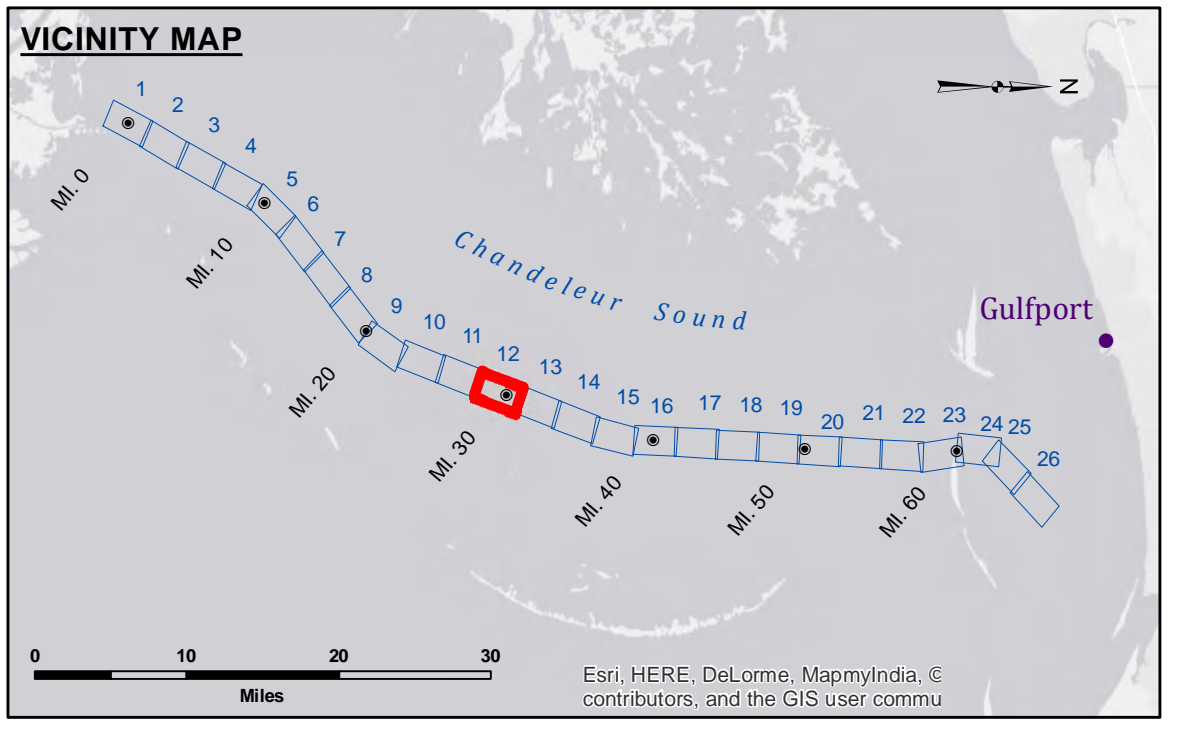 VICINITY MAP
N
1
2
3
4
5
6
7
8
9
10
11
12
13
14
15
16
17
18
19
20
21
22
23
24
25
26
MI. 0
MI. 10
MI. 20
MI. 30
MI. 40
MI. 50
MI. 60
Chandeleur Sound
Gulfport
0 10 20 30
Miles
Esri, HERE, DeLorme, MapmyIndia, ©
contributors, and the GIS user commu